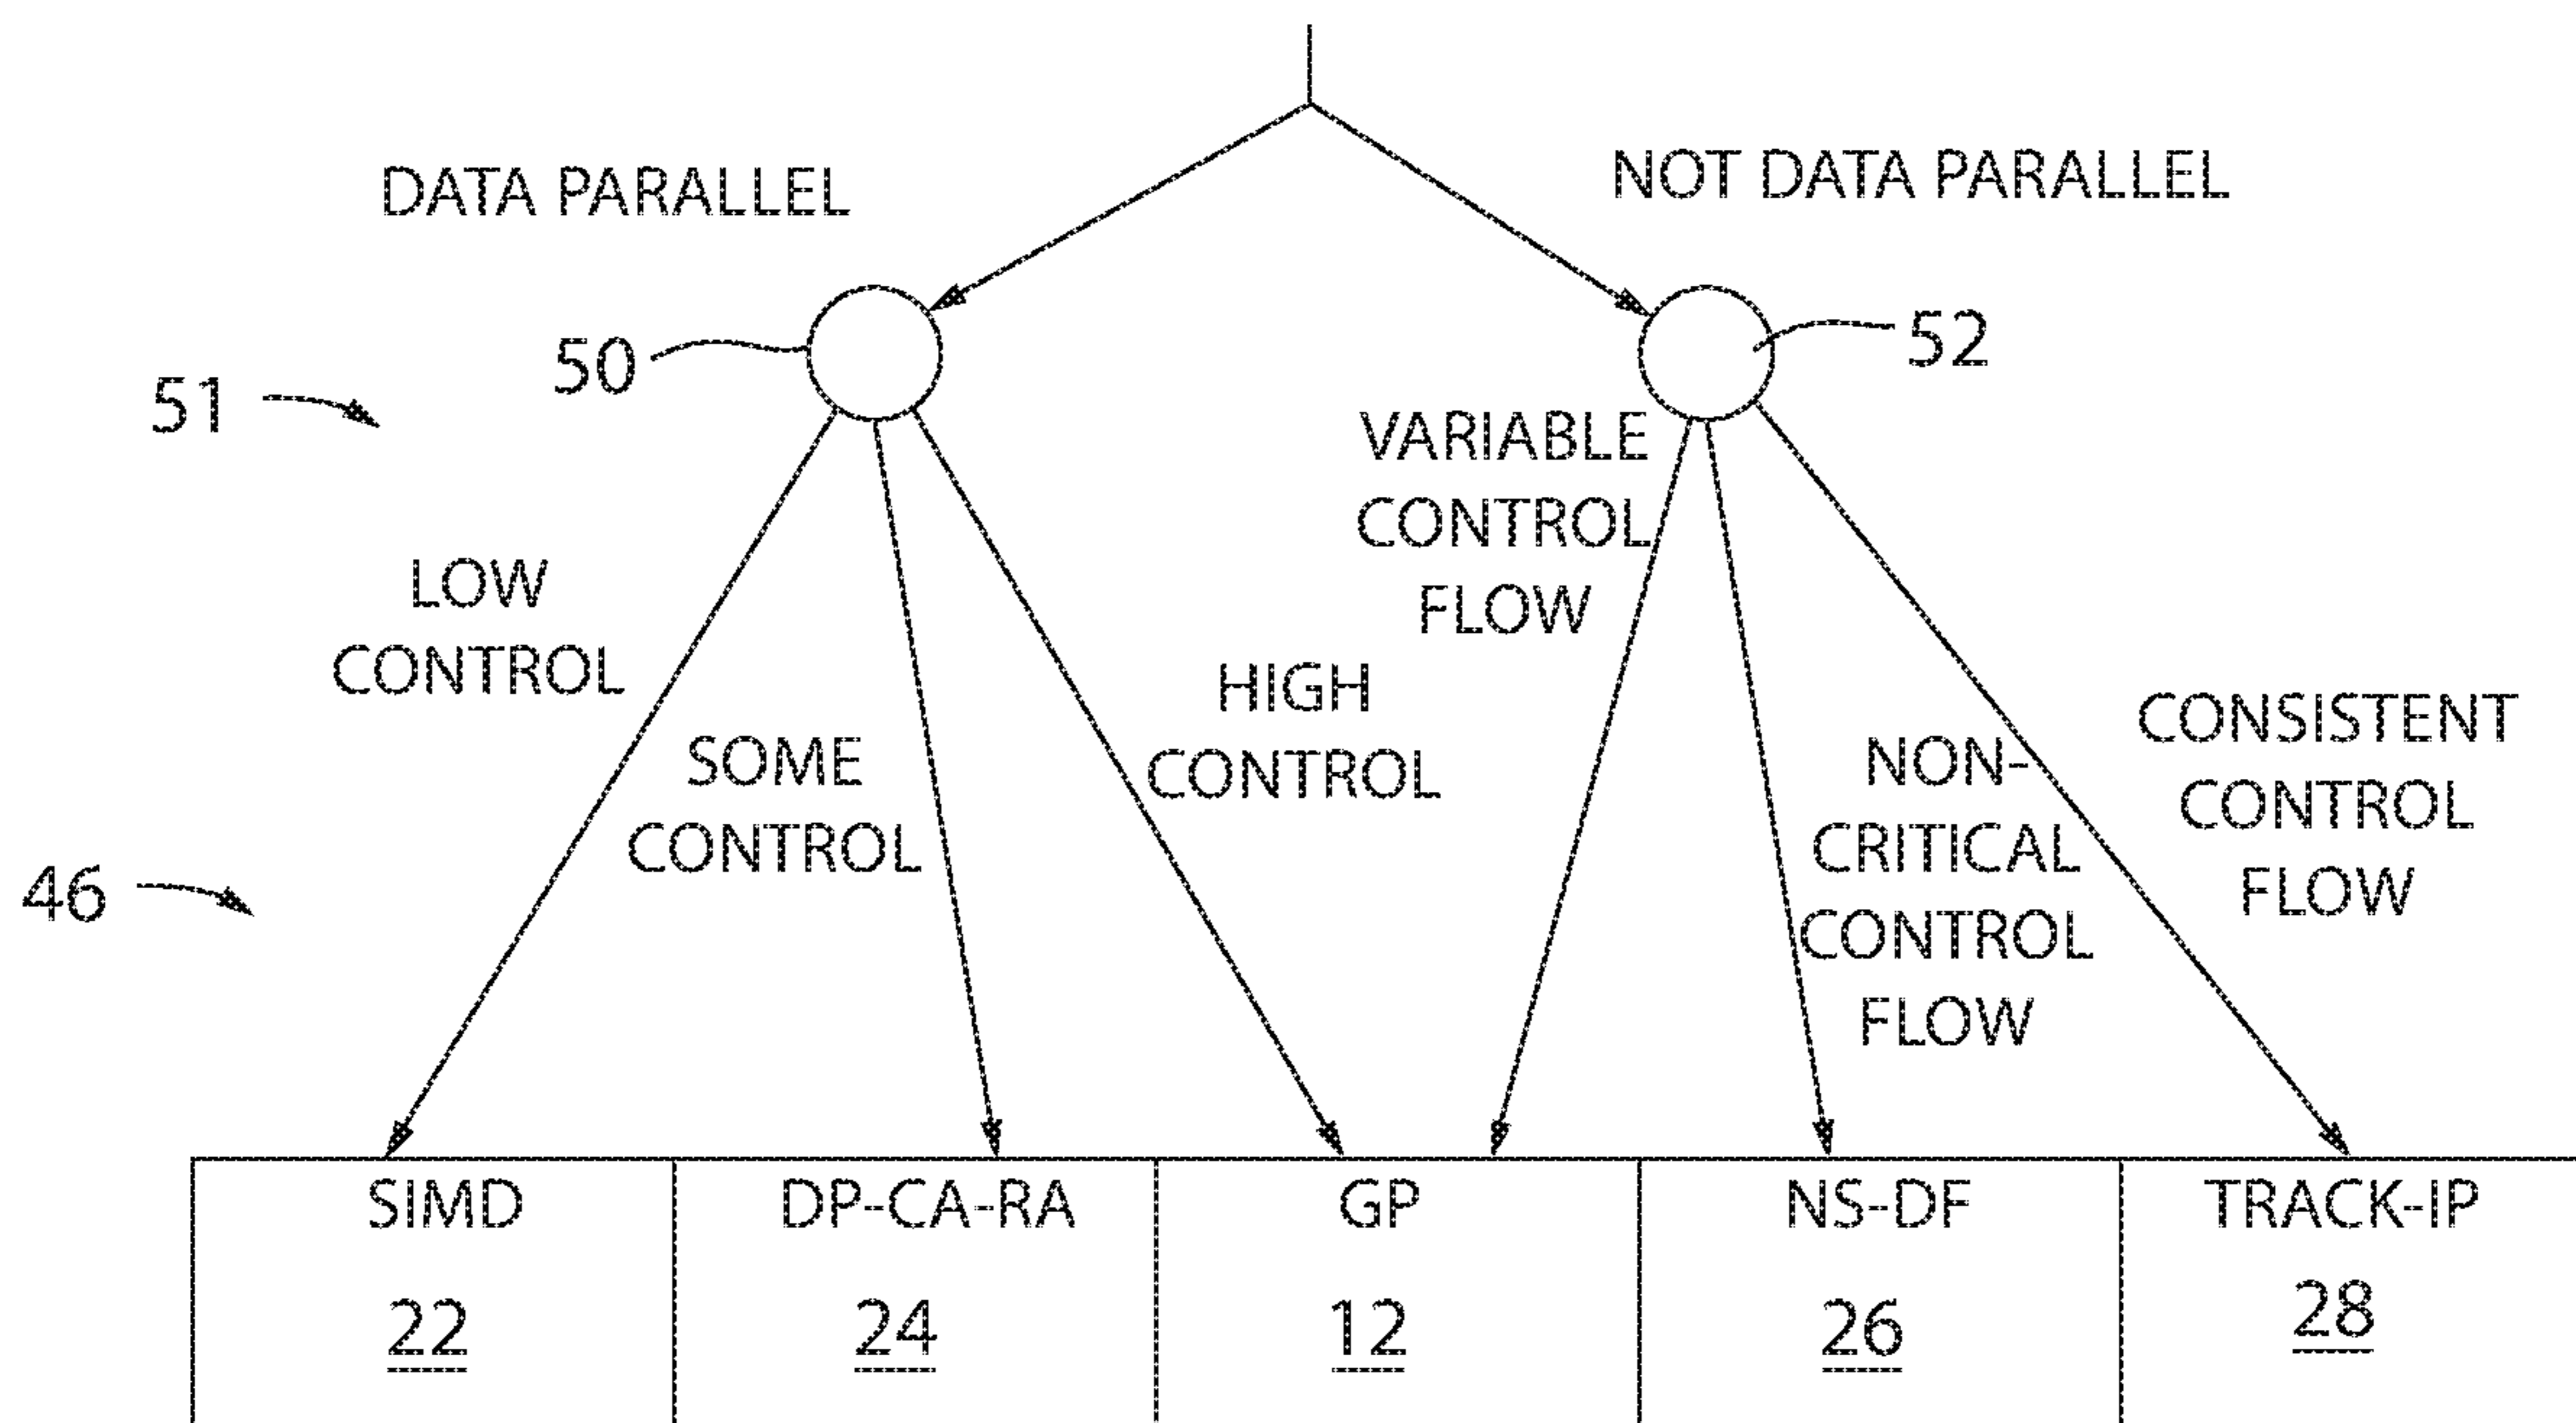 DATA PARALLEL
NOT DATA PARALLEL
50
52
51
VARIABLE
CONTROL
FLOW
LOW
CONTROL
SOME
CONTROL
HIGH
CONTROL
NON-
CRITICAL
CONTROL
FLOW
CONSISTENT
CONTROL
FLOW
46
SIMD
22
DP-CA-RA
24
GP
12
NS-DF
26
TRACK-IP
28